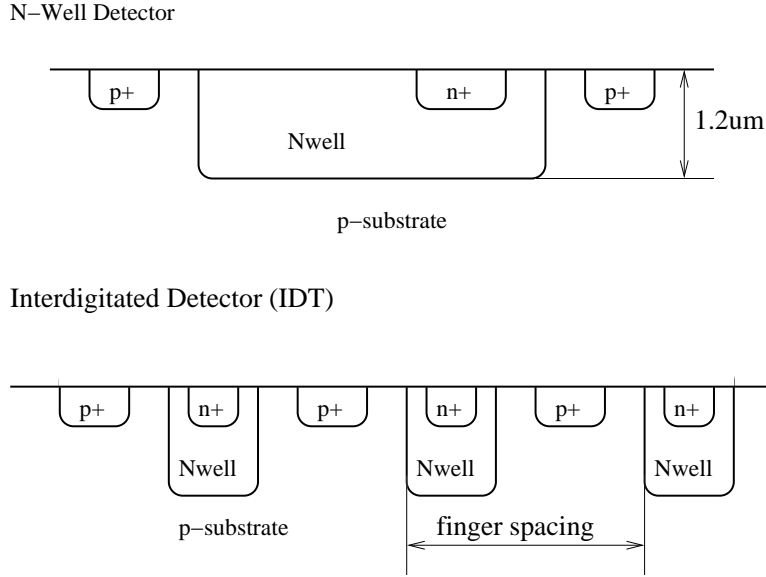 N−Well Detector
p+ n+ p+
1.2um
Nwell
p−substrate
Interdigitated Detector (IDT)
p+ n+ p+ n+ p+ n+
Nwell Nwell Nwell
p−substrate finger spacing